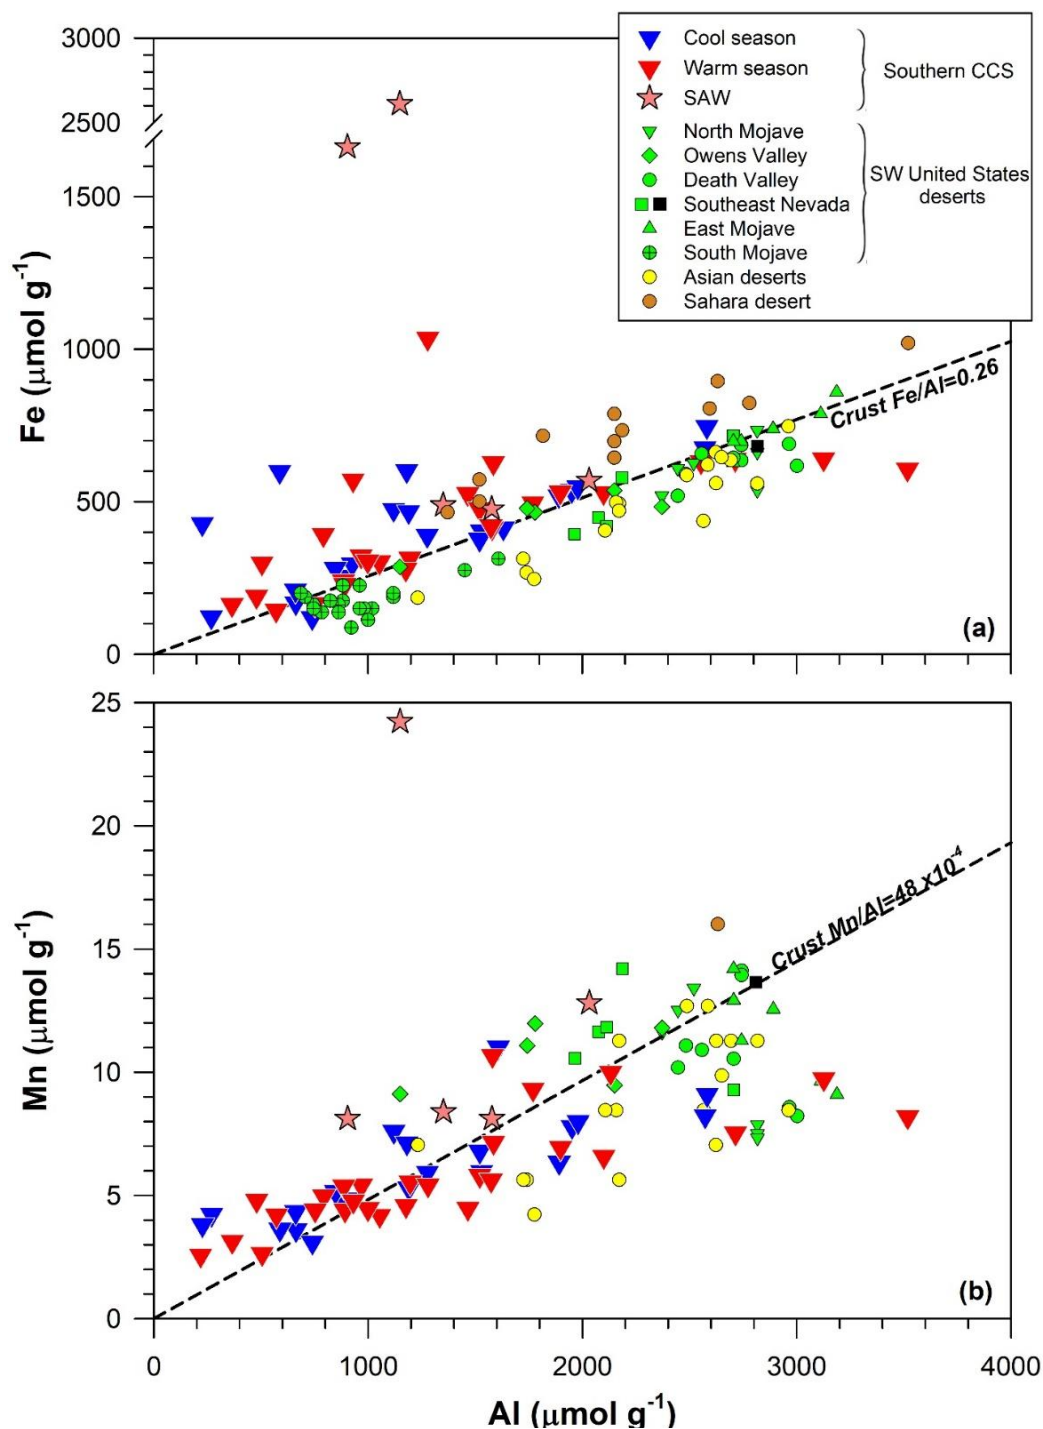 3000
2500
1500
1000
500
0
Fe (μmol g⁻¹)
Cool season
Warm season
SAW
Southern CCS
North Mojave
Owens Valley
Death Valley
Southeast Nevada
East Mojave
South Mojave
SW United States
deserts
Asian deserts
Sahara desert
Crust Fe/Al=0.26
(a)
25
20
15
10
5
0
Mn (μmol g⁻¹)
Crust Mn/Al=48 x10⁻⁴
(b)
0 1000 2000 3000 4000
Al (μmol g⁻¹)